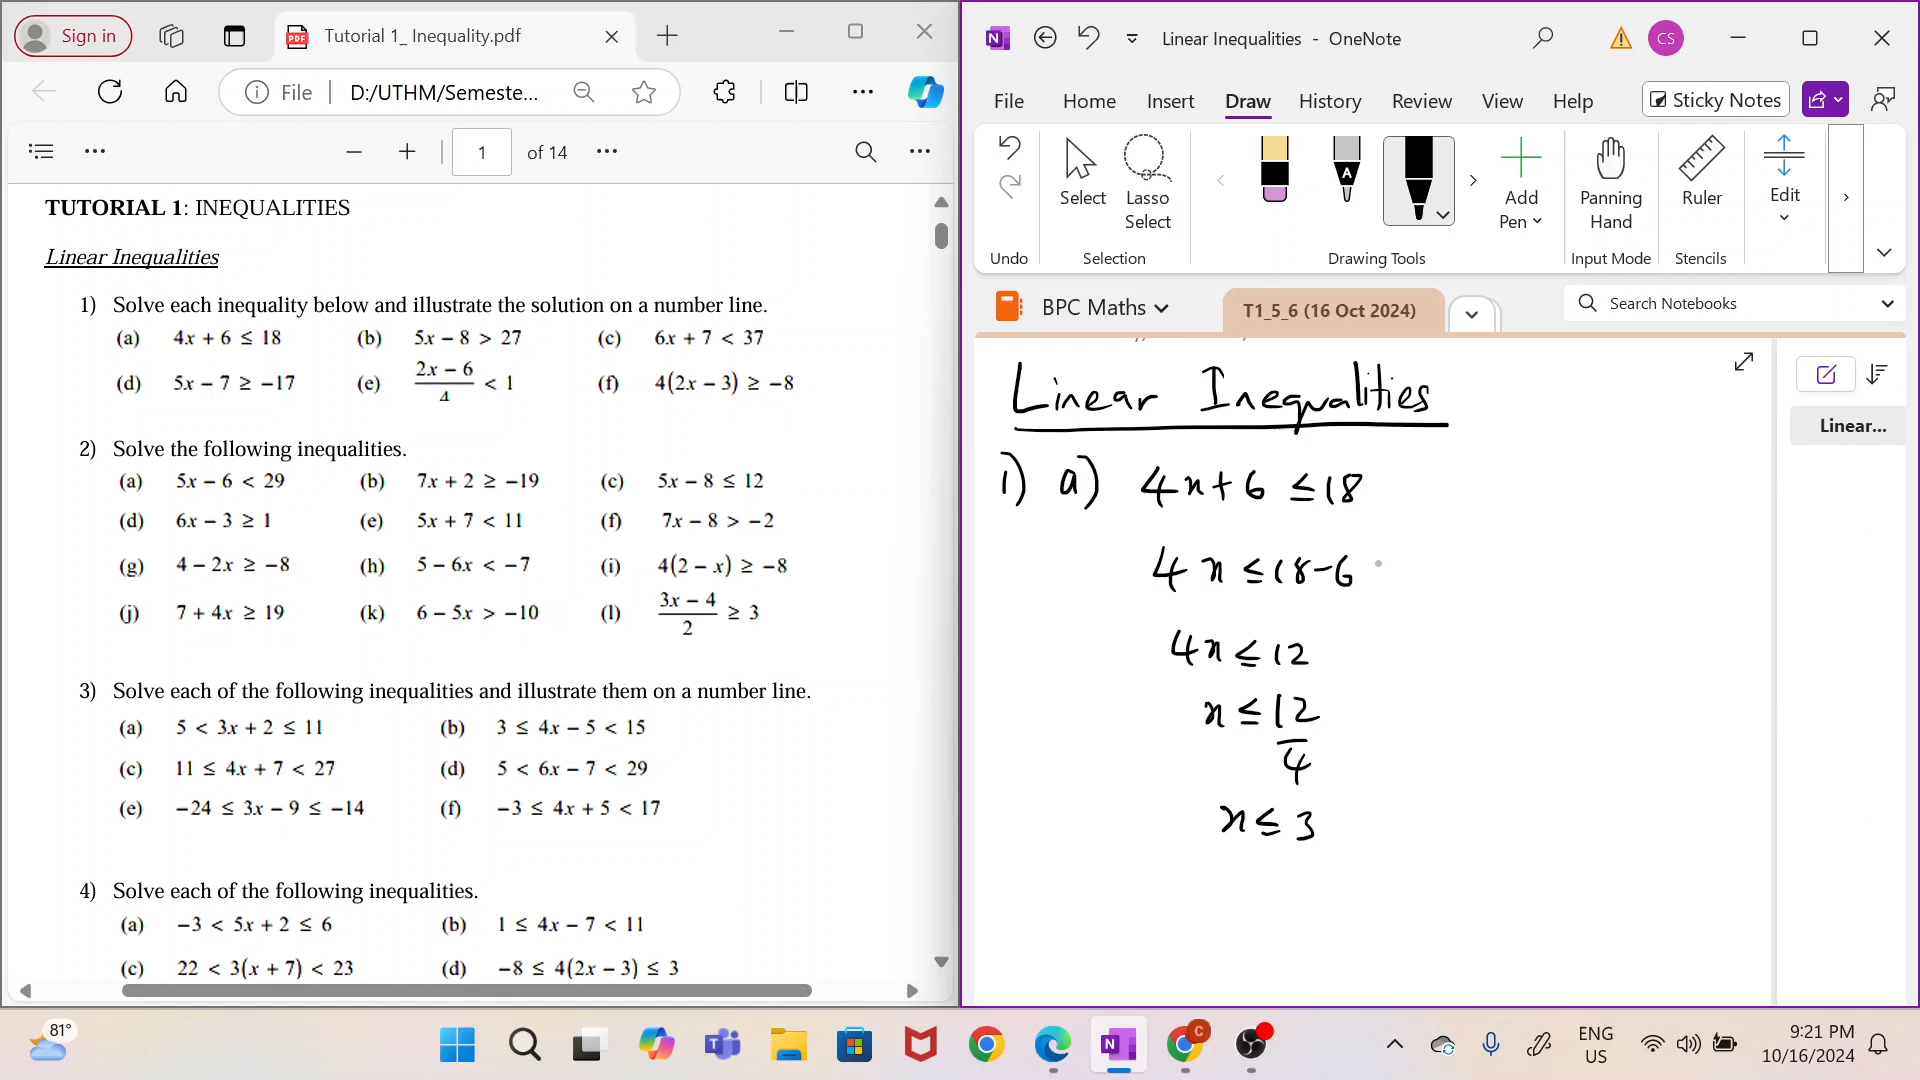 Sign in
Tutorial 1_ Inequality.pdf
File
D:/UTHM/Semeste...
1 of 14
TUTORIAL 1: INEQUALITIES
Linear Inequalities
1) Solve each inequality below and illustrate the solution on a number line.
(a) 4x + 6 ≤ 18 (b) 5x − 8 > 27 (c) 6x + 7 < 37
(d) 5x − 7 ≥ −17 (e) (2x − 6)/4 < 1 (f) 4(2x − 3) ≥ −8
2) Solve the following inequalities.
(a) 5x − 6 < 29 (b) 7x + 2 ≥ −19 (c) 5x − 8 ≤ 12
(d) 6x − 3 ≥ 1 (e) 5x + 7 < 11 (f) 7x − 8 > −2
(g) 4 − 2x ≥ −8 (h) 5 − 6x < −7 (i) 4(2 − x) ≥ −8
(j) 7 + 4x ≥ 19 (k) 6 − 5x > −10 (l) (3x − 4)/2 ≥ 3
3) Solve each of the following inequalities and illustrate them on a number line.
(a) 5 < 3x + 2 ≤ 11 (b) 3 ≤ 4x − 5 < 15
(c) 11 ≤ 4x + 7 < 27 (d) 5 < 6x − 7 < 29
(e) −24 ≤ 3x − 9 ≤ −14 (f) −3 ≤ 4x + 5 < 17
4) Solve each of the following inequalities.
(a) −3 < 5x + 2 ≤ 6 (b) 1 ≤ 4x − 7 < 11
(c) 22 < 3(x + 7) < 23 (d) −8 ≤ 4(2x − 3) ≤ 3
Linear Inequalities - OneNote
CS
File Home Insert Draw History Review View Help
Sticky Notes
Select
Lasso Select
A
Add Pen
Panning Hand
Ruler
Edit
Undo Selection Drawing Tools Input Mode Stencils
BPC Maths
T1_5_6 (16 Oct 2024)
Search Notebooks
Linear...
Linear Inequalities
1) a) 4x+6 ≤18
4x ≤18-6
4x ≤12
x ≤ 12/4
x ≤ 3
81°
ENG
US
9:21 PM
10/16/2024